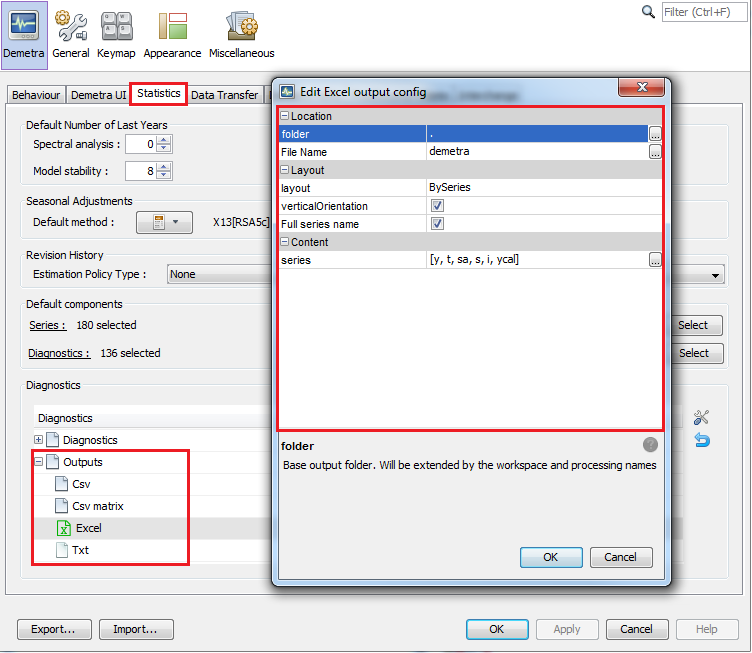 Filter (Ctrl+F)
Demetra General Keymap Appearance Miscellaneous
Behaviour Demetra UI Statistics Data Transfer
Default Number of Last Years
Spectral analysis : 0
Model stability : 8
Seasonal Adjustments
Default method : X13[RSA5c]
Revision History
Estimation Policy Type : None
Default components
Series : 180 selected Select
Diagnostics : 136 selected Select
Diagnostics
Diagnostics
Diagnostics
Outputs
Csv
Csv matrix
Excel
Txt
Edit Excel output config
Location
folder .
File Name demetra
Layout
layout BySeries
verticalOrientation
Full series name
Content
series [y, t, sa, s, i, ycal]
folder
Base output folder. Will be extended by the workspace and processing names
OK Cancel
Export... Import... OK Apply Cancel Help